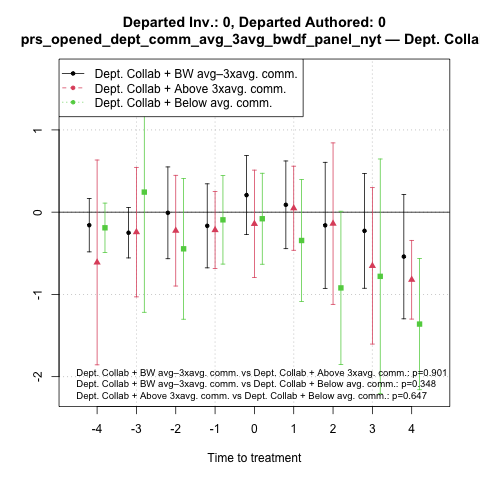 Departed Inv.: 0, Departed Authored: 0
prs_opened_dept_comm_avg_3avg_bwdf_panel_nyt — Dept. Colla
Dept. Collab + BW avg–3xavg. comm.
Dept. Collab + Above 3xavg. comm.
Dept. Collab + Below avg. comm.
1
0
-1
-2
Dept. Collab + BW avg–3xavg. comm. vs Dept. Collab + Above 3xavg. comm.: p=0.901
Dept. Collab + BW avg–3xavg. comm. vs Dept. Collab + Below avg. comm.: p=0.348
Dept. Collab + Above 3xavg. comm. vs Dept. Collab + Below avg. comm.: p=0.647
-4 -3 -2 -1 0 1 2 3 4
Time to treatment